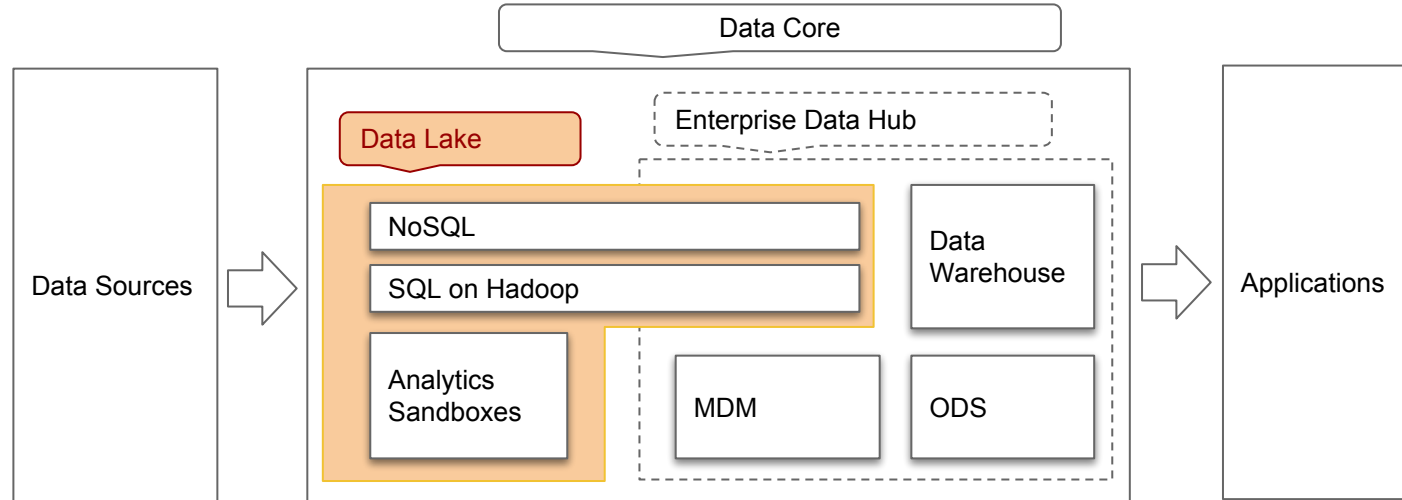 Data Core
Data Sources
Data Lake
Enterprise Data Hub
NoSQL
SQL on Hadoop
Analytics
Sandboxes
Data
Warehouse
MDM
ODS
Applications